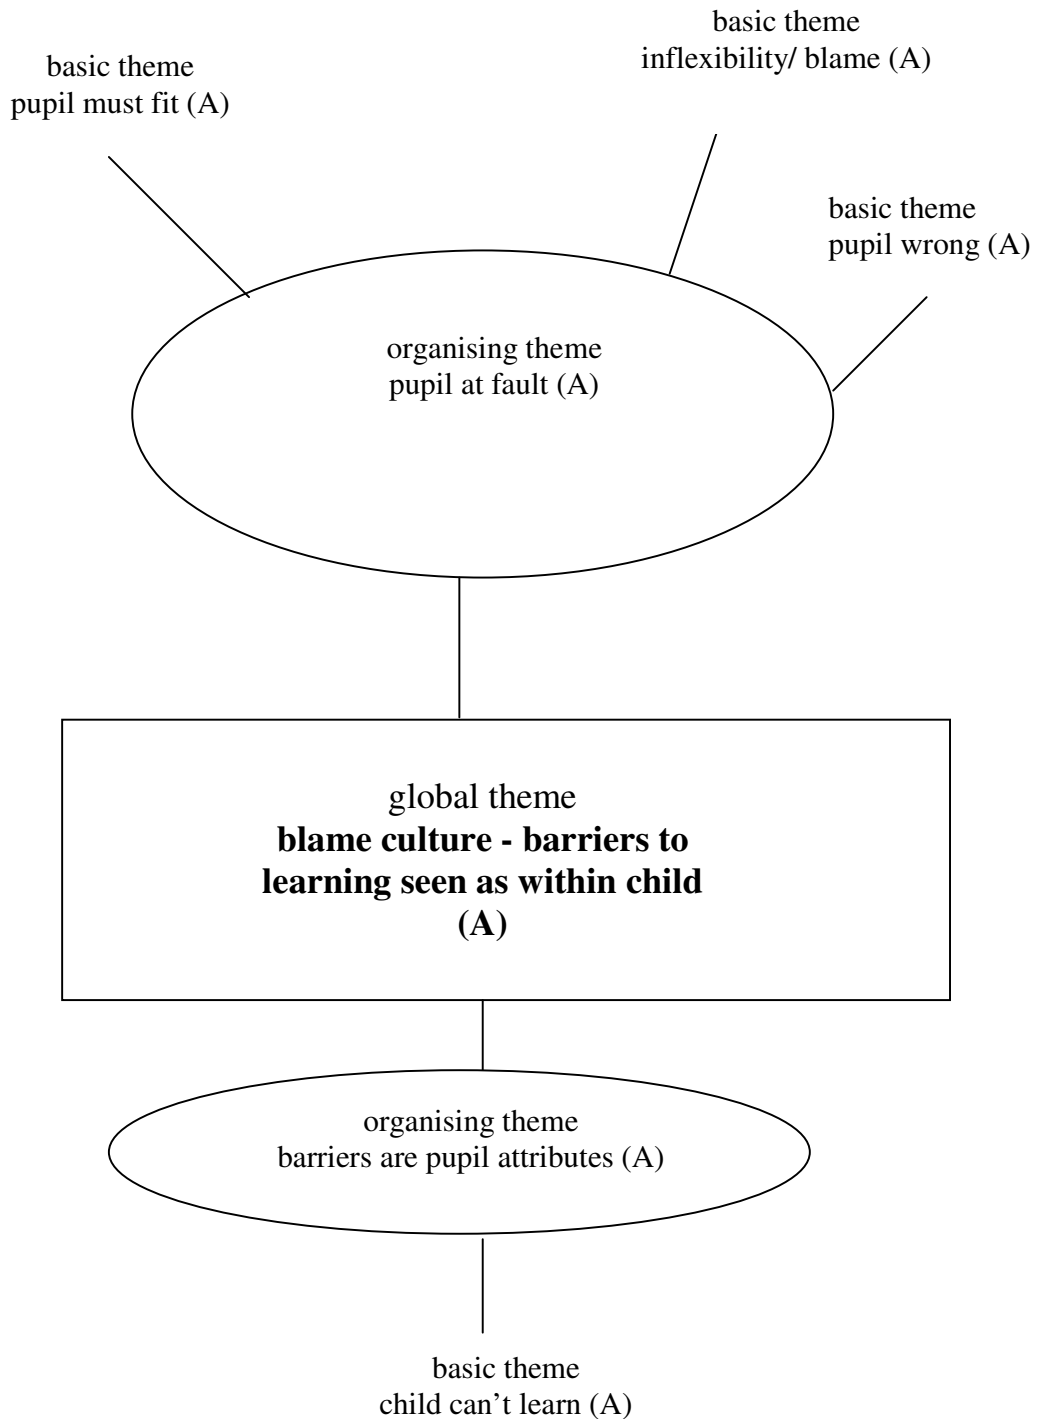 basic theme
inflexibility/ blame (A)
basic theme
pupil must fit (A)
basic theme
pupil wrong (A)
organising theme
pupil at fault (A)
global theme
blame culture - barriers to
learning seen as within child
(A)
organising theme
barriers are pupil attributes (A)
basic theme
child can’t learn (A)